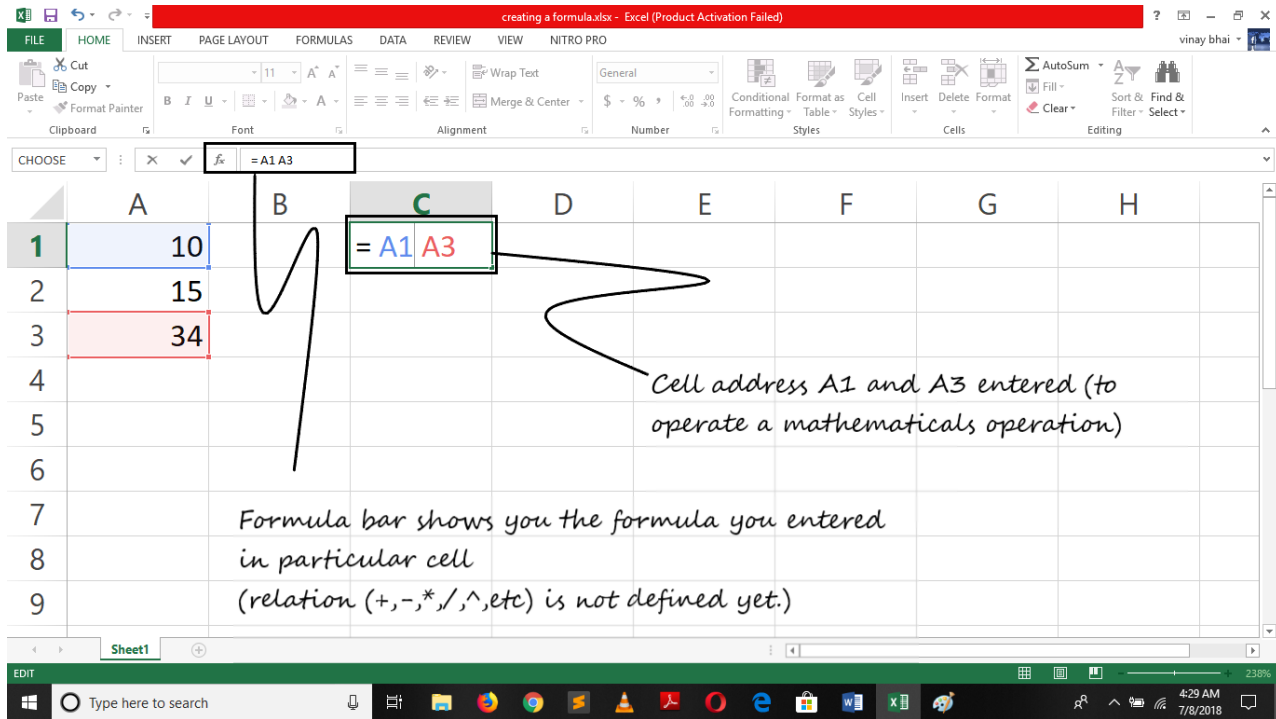 creating a formula.xlsx - Excel (Product Activation Failed)
?
FILE HOME INSERT PAGE LAYOUT FORMULAS DATA REVIEW VIEW NITRO PRO vinay bhai
Cut
Copy
Format Painter
Paste
Clipboard
11 A A
B I U A
Font
Wrap Text
Merge & Center
Alignment
General
$ % , .0 .00 .00 .0
Number
Conditional Formatting
Format as Table
Cell Styles
Styles
Insert Delete Format
Cells
AutoSum
Fill
Clear
Sort & Filter
Find & Select
Editing
CHOOSE fx = A1 A3
A B C D E F G H
1 10 = A1 A3
2 15
3 34
4
5
6
7
8
9
Cell address A1 and A3 entered (to
operate a mathematicals operation)
Formula bar shows you the formula you entered
in particular cell
(relation (+,-,*,/,^,etc) is not defined yet.)
Sheet1
EDIT 238%
Type here to search
4:29 AM
7/8/2018